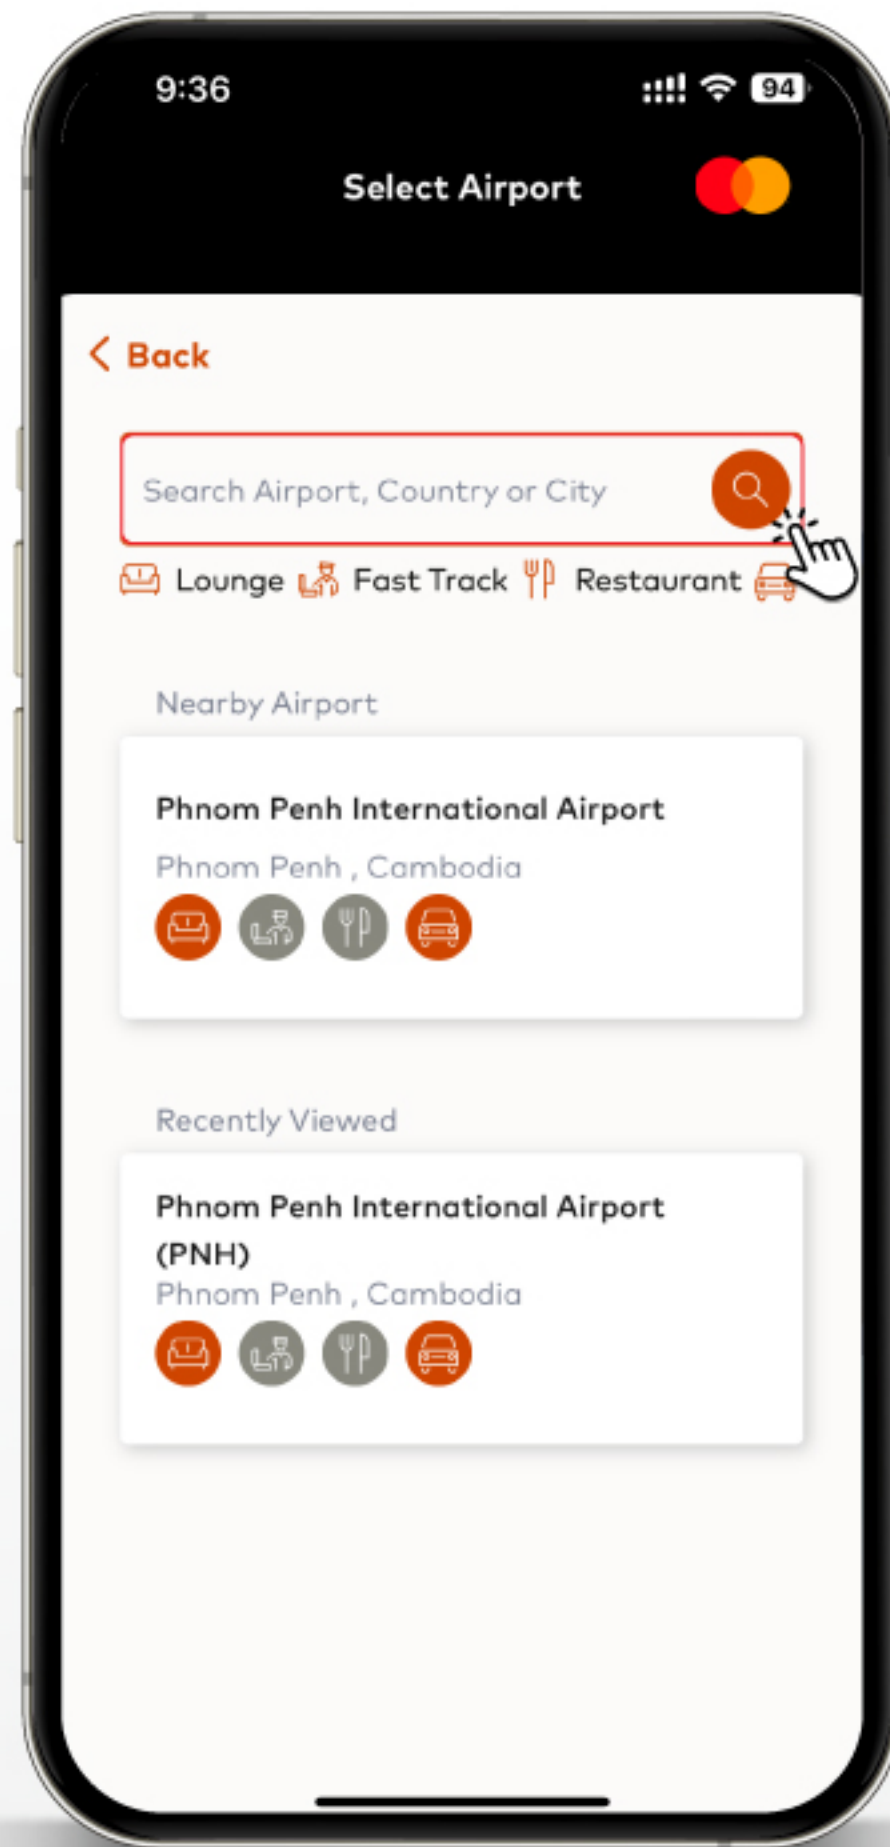 9:36
94
Select Airport
Back
Search Airport, Country or City
Lounge Fast Track Restaurant
Nearby Airport
Phnom Penh International Airport
Phnom Penh , Cambodia
Recently Viewed
Phnom Penh International Airport
(PNH)
Phnom Penh , Cambodia